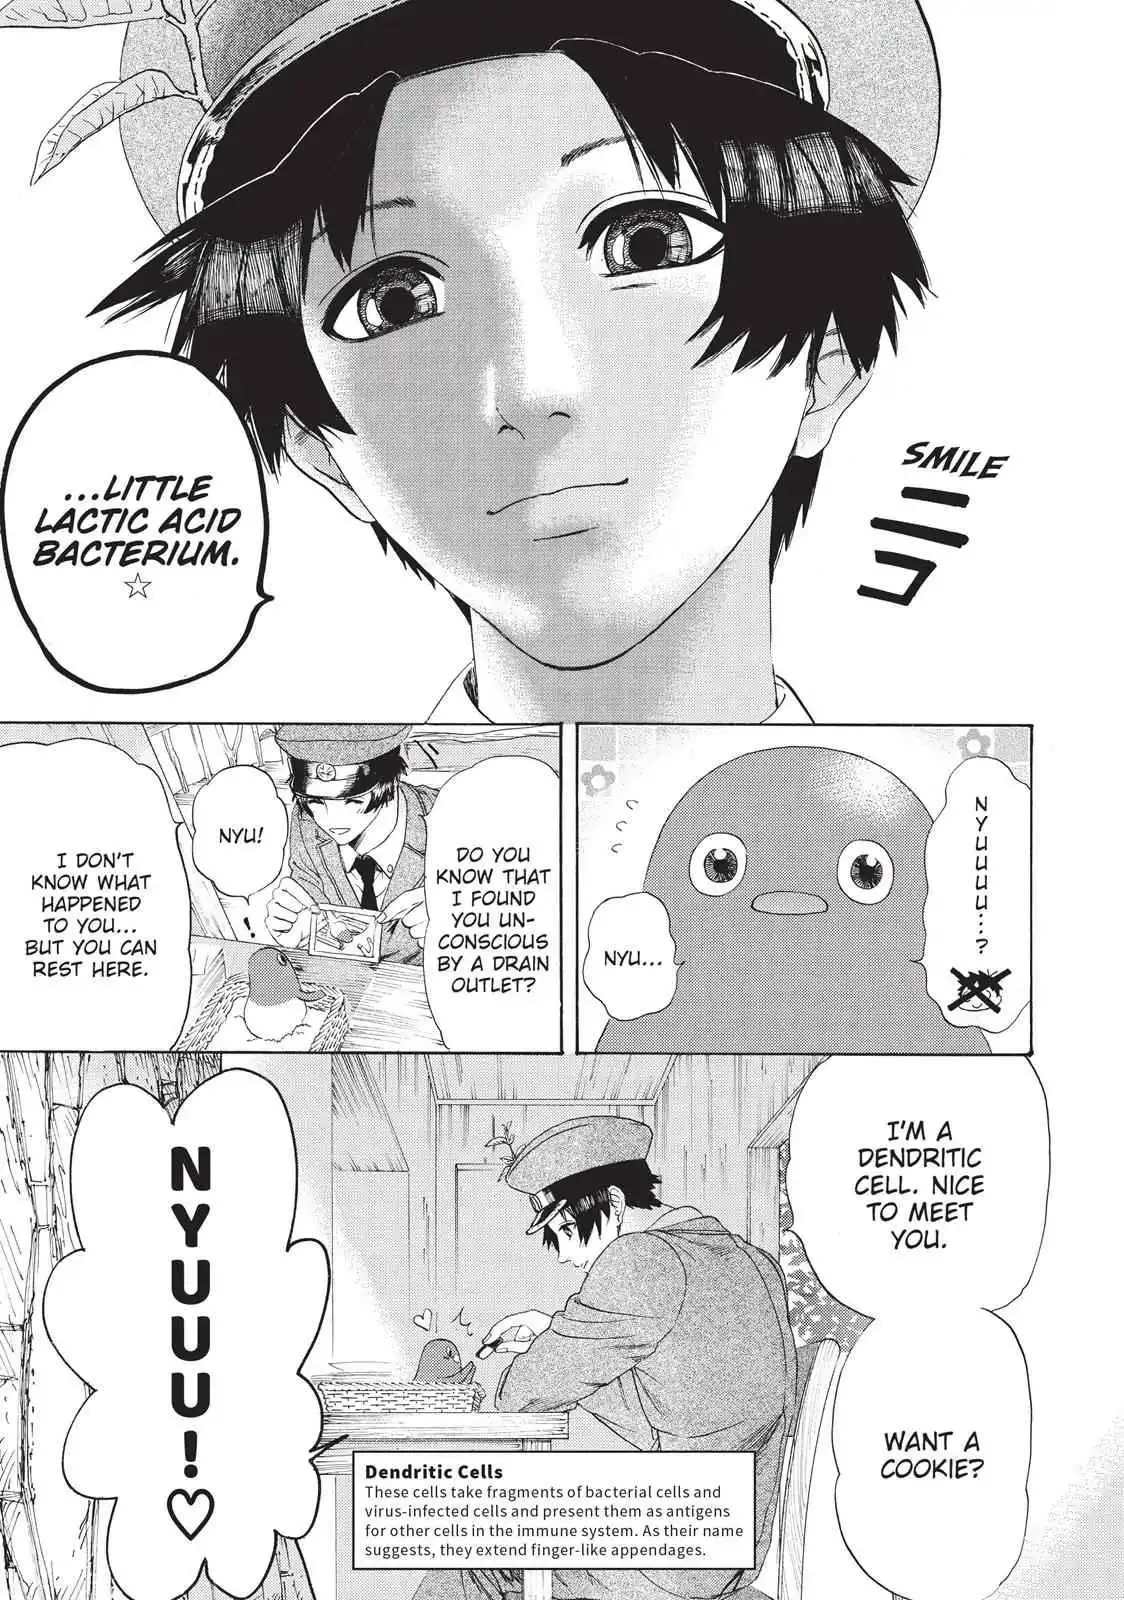 ...LITTLE
LACTIC ACID
BACTERIUM.
☆
SMILE
ニコ
NYUUUU...?
NYU...
DO YOU
KNOW THAT
I FOUND
YOU UN-
CONSCIOUS
BY A DRAIN
OUTLET?
NYU!
!
I DON'T
KNOW WHAT
HAPPENED
TO YOU...
BUT YOU CAN
REST HERE.
I'M A
DENDRITIC
CELL. NICE
TO MEET
YOU.
WANT A
COOKIE?
NYUUU!♡
Dendritic Cells
These cells take fragments of bacterial cells and
virus-infected cells and present them as antigens
for other cells in the immune system. As their name
suggests, they extend finger-like appendages.